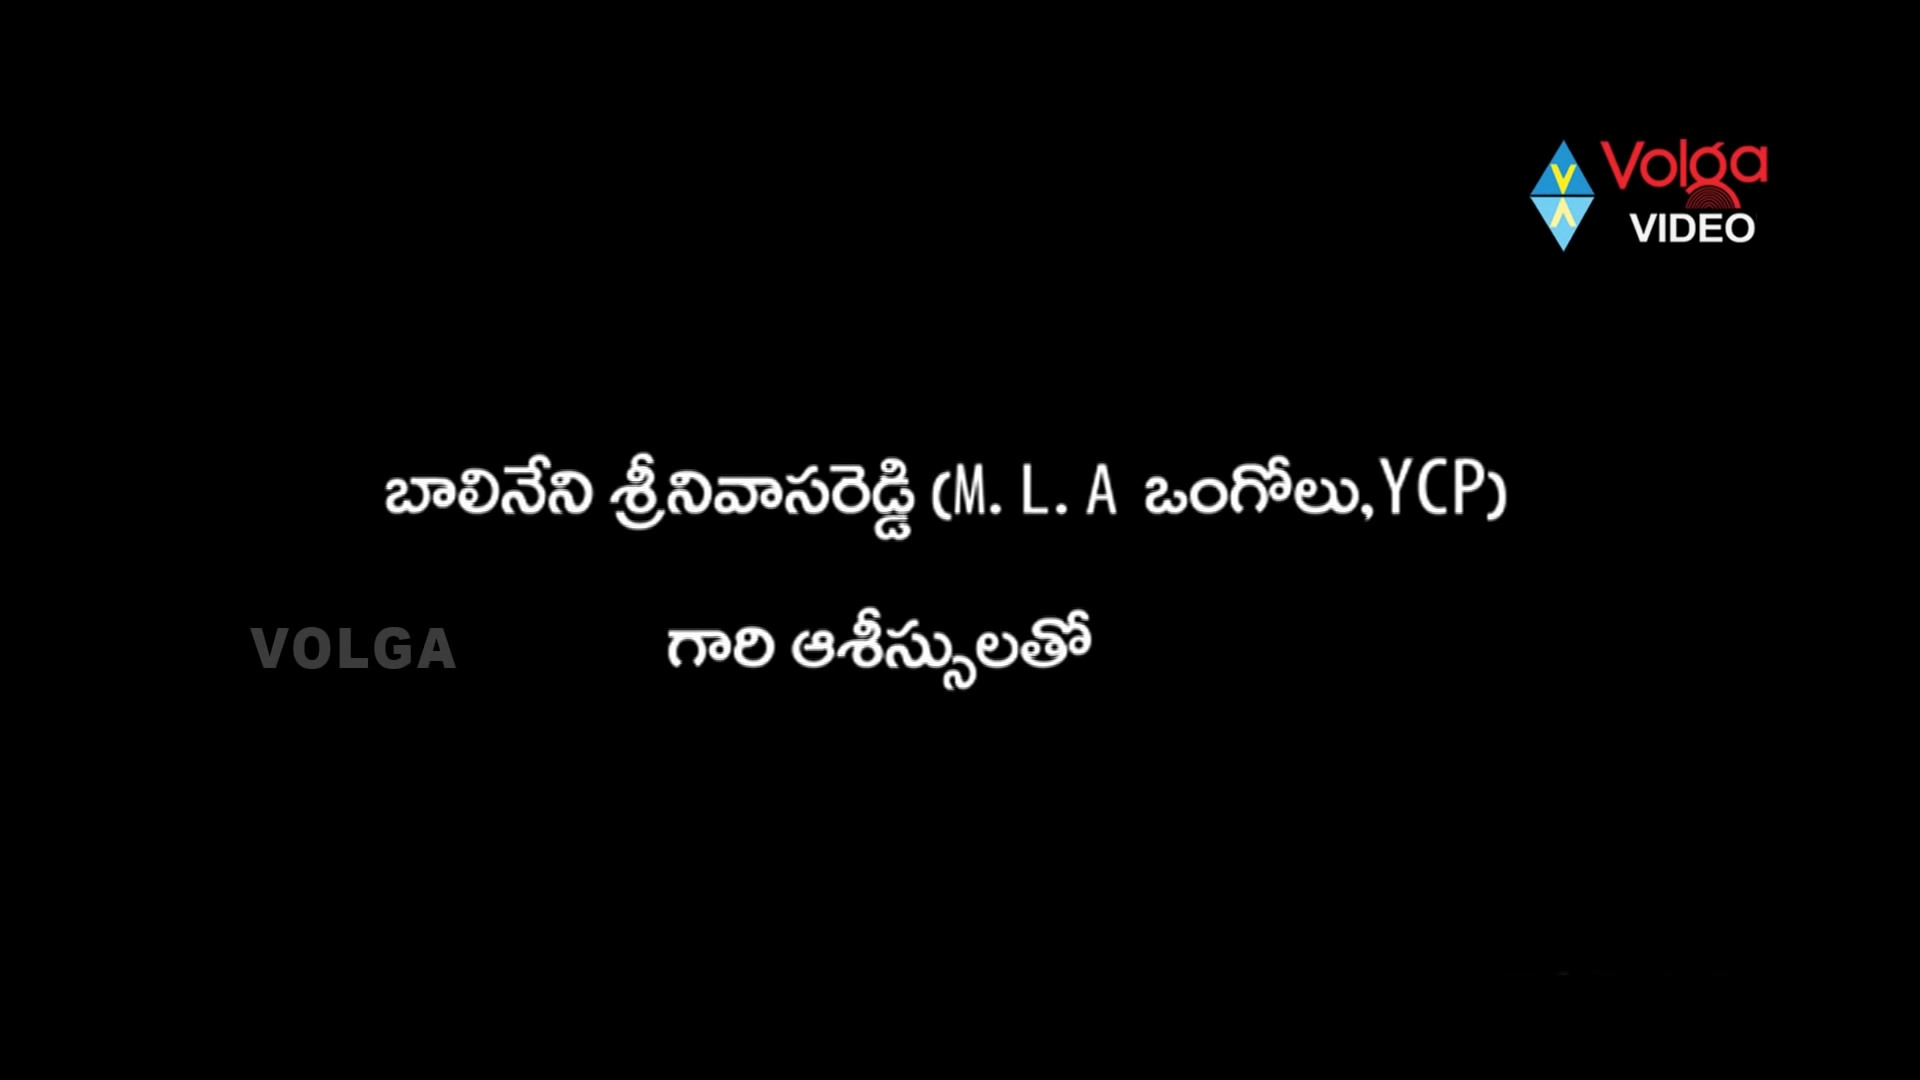 Volga
VIDEO
బాలినేని శ్రీనివాసరెడ్డి (M. L. A ఒంగోలు,YCP)
VOLGA
గారి ఆశీస్సులతో